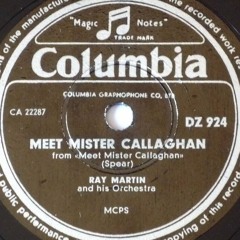 "Magic Notes"
TRADE MARK
Columbia
COLUMBIA GRAPHOPHONE CO., LTD
CA 22287
DZ 924
MEET MISTER CALLAGHAN
from «Meet Mister Callaghan»
(Spear)
RAY MARTIN
and his Orchestra
MCPS